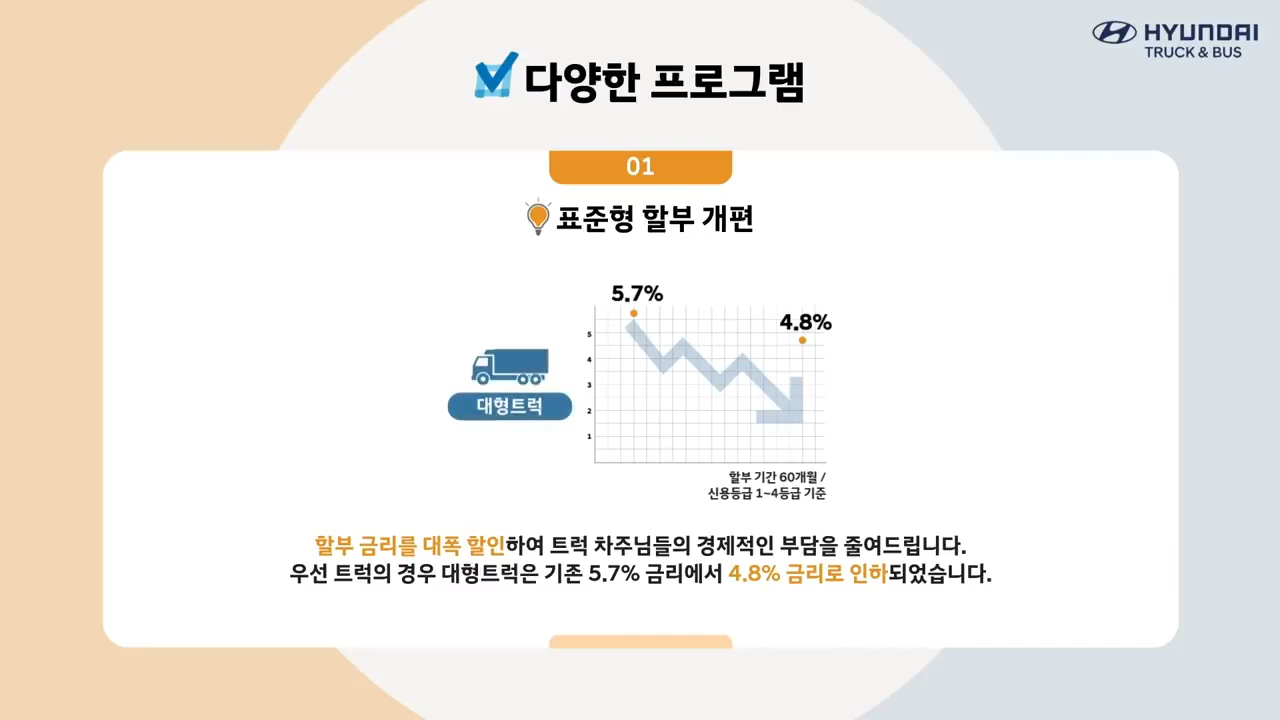 HYUNDAI
TRUCK & BUS
다양한 프로그램
01
표준형 할부 개편
5.7%
4.8%
5
4
3
2
1
대형트럭
할부 기간 60개월 /
신용등급 1~4등급 기준
할부 금리를 대폭 할인하여 트럭 차주님들의 경제적인 부담을 줄여드립니다.
우선 트럭의 경우 대형트럭은 기존 5.7% 금리에서 4.8% 금리로 인하되었습니다.